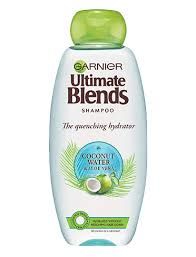 GARNIER
Ultimate
Blends
SHAMPOO
The quenching hydrator
COCONUT
WATER
& ALOE VERA